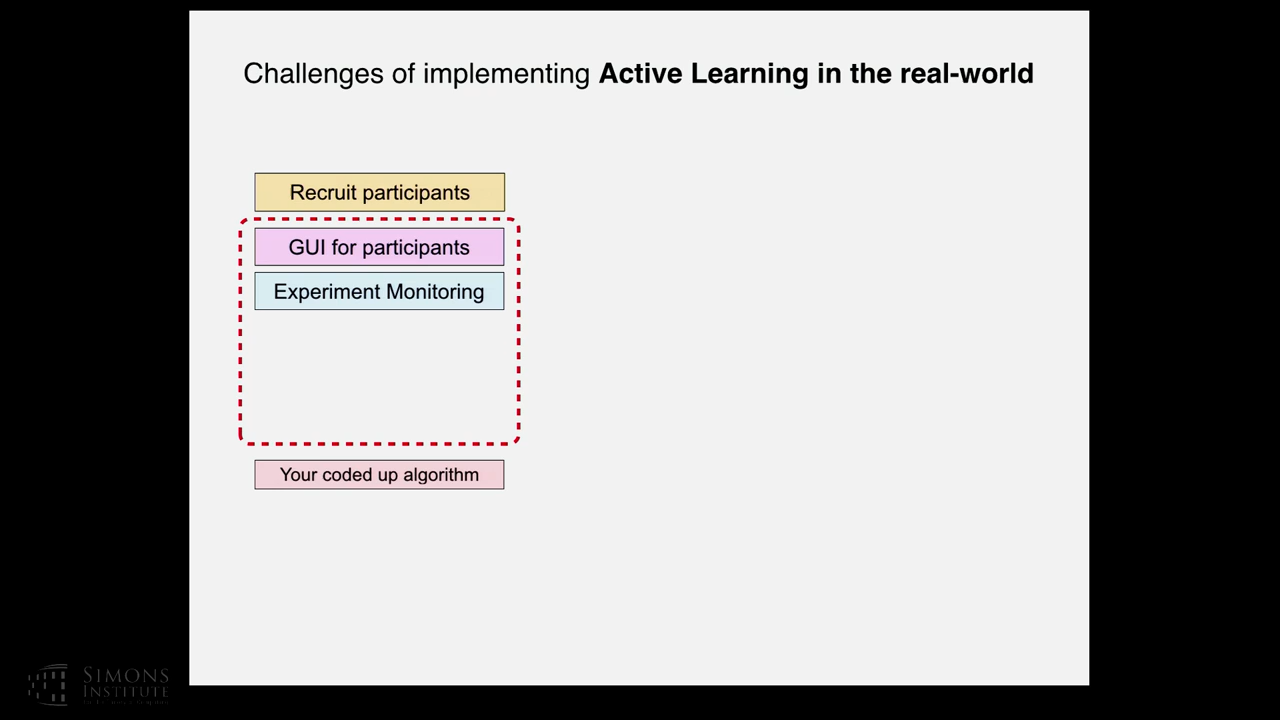 Challenges of implementing Active Learning in the real-world
Recruit participants
GUI for participants
Experiment Monitoring
Your coded up algorithm
SIMONS
INSTITUTE